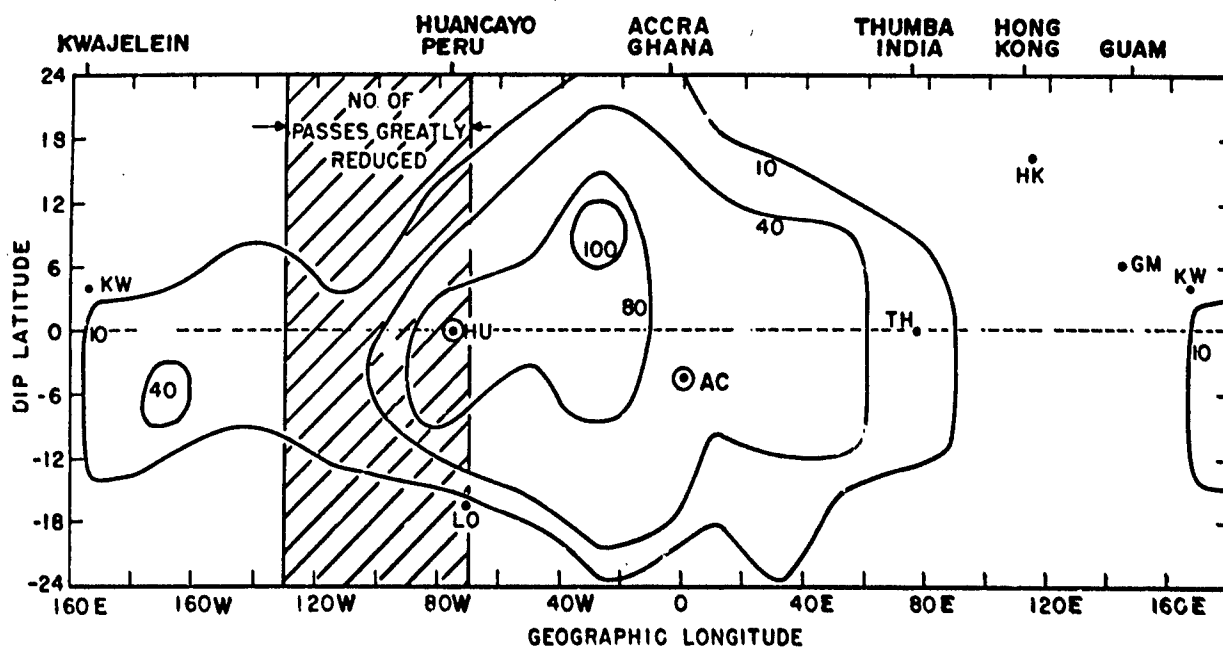 KWAJELEIN
HUANCAYO
PERU
ACCRA
GHANA
THUMBA
INDIA
HONG
KONG
GUAM
24
18
12
6
0
-6
-12
-18
-24
DIP LATITUDE
NO. OF
PASSES GREATLY
REDUCED
10
HK
40
100
GM
KW
KW
80
10
HU
TH
10
40
AC
LO
160E
160W
120W
80W
40W
0
40E
80E
120E
160E
GEOGRAPHIC LONGITUDE